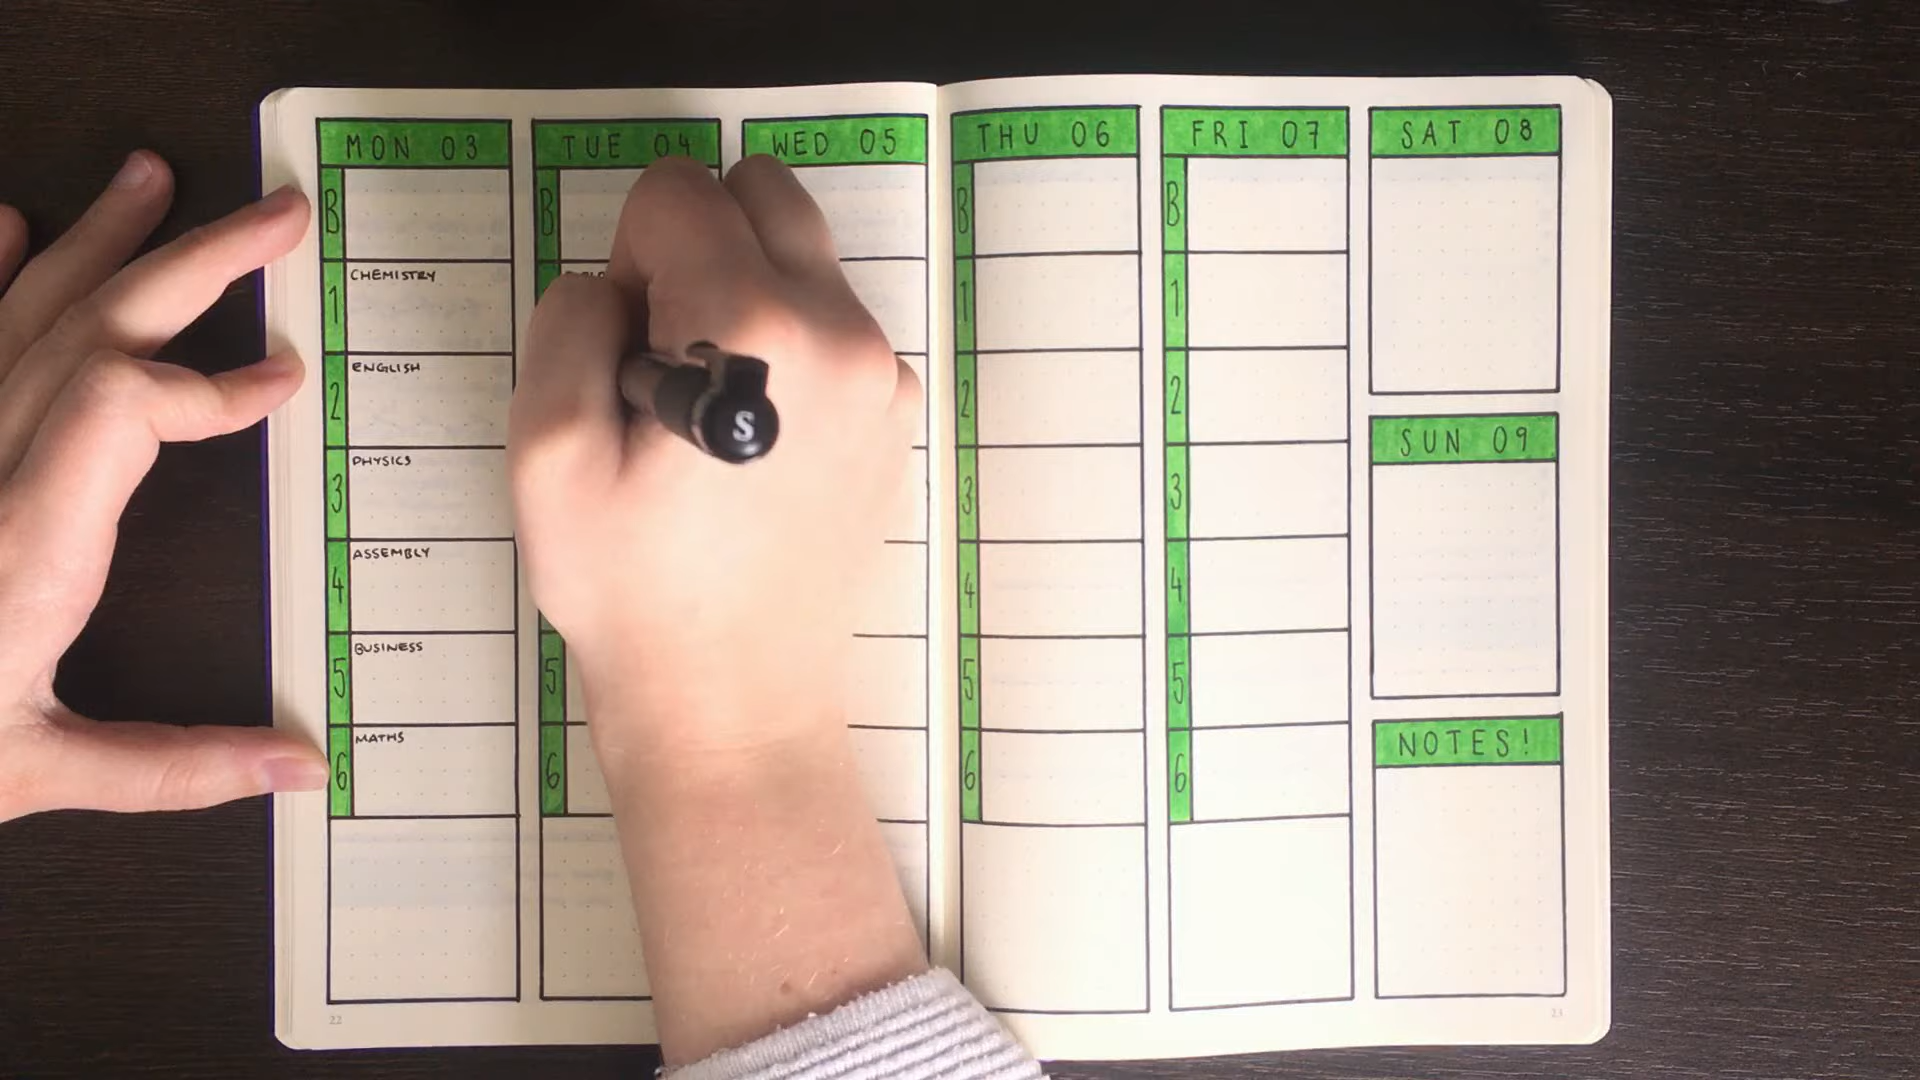 MON 03
B
1 CHEMISTRY
2 ENGLISH
3 PHYSICS
4 ASSEMBLY
5 BUSINESS
6 MATHS
22
TUE 04
B
5
6
S
WED 05
THU 06
B
1
2
3
4
5
6
FRI 07
B
1
2
3
4
5
6
SAT 08
SUN 09
NOTES!
23